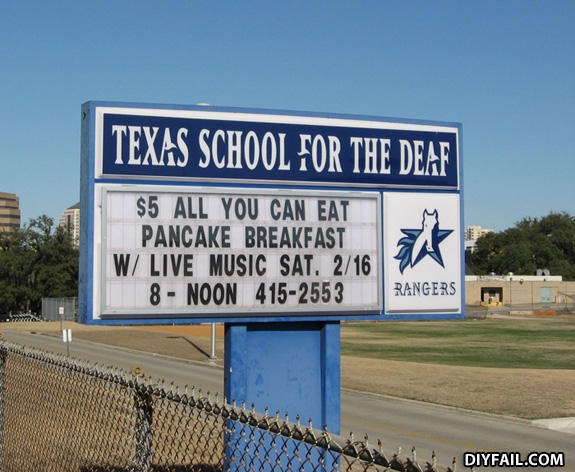 TEXAS SCHOOL FOR THE DEAF
$5 ALL YOU CAN EAT
PANCAKE BREAKFAST
W/ LIVE MUSIC SAT. 2/16
8 - NOON 415-2553
RANGERS
DIYFAIL.COM